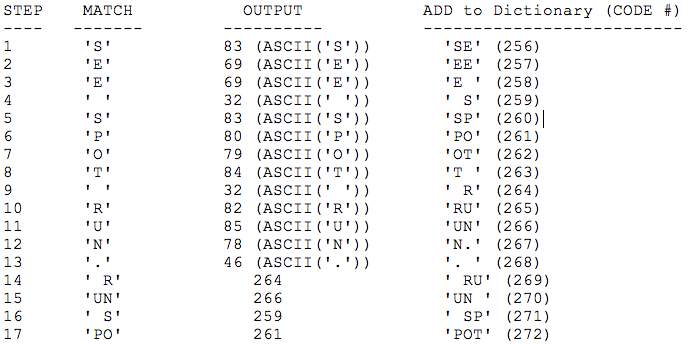 STEP MATCH OUTPUT ADD to Dictionary (CODE #)
---- ------- ---------- --------------------------
1 'S' 83 (ASCII('S')) 'SE' (256)
2 'E' 69 (ASCII('E')) 'EE' (257)
3 'E' 69 (ASCII('E')) 'E ' (258)
4 ' ' 32 (ASCII(' ')) ' S' (259)
5 'S' 83 (ASCII('S')) 'SP' (260)
6 'P' 80 (ASCII('P')) 'PO' (261)
7 'O' 79 (ASCII('O')) 'OT' (262)
8 'T' 84 (ASCII('T')) 'T ' (263)
9 ' ' 32 (ASCII(' ')) ' R' (264)
10 'R' 82 (ASCII('R')) 'RU' (265)
11 'U' 85 (ASCII('U')) 'UN' (266)
12 'N' 78 (ASCII('N')) 'N.' (267)
13 '.' 46 (ASCII('.')) '. ' (268)
14 ' R' 264 ' RU' (269)
15 'UN' 266 'UN ' (270)
16 ' S' 259 ' SP' (271)
17 'PO' 261 'POT' (272)